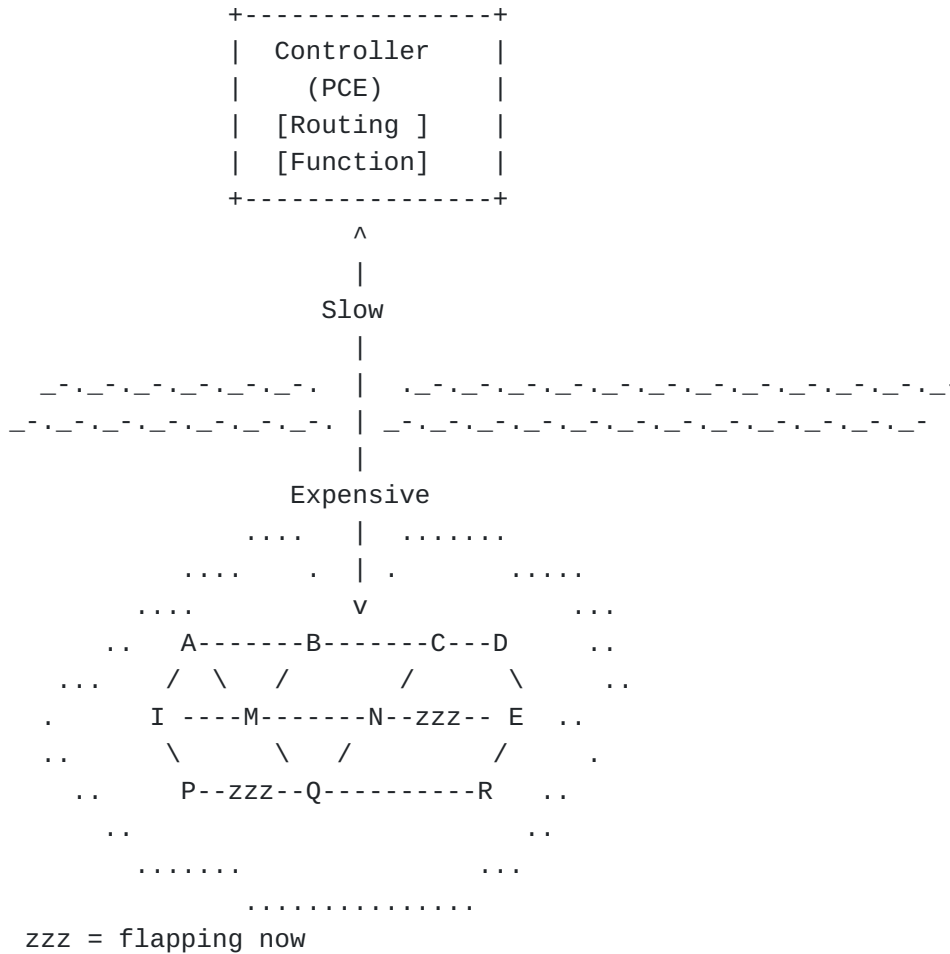 +----------------+
|  Controller    |
|    (PCE)       |
|  [Routing ]    |
|  [Function]    |
+----------------+
^
|
Slow
|
_-._-._-._-._-._-.  |  ._-._-._-._-._-._-._-._-._-._-._-._-
_-._-._-._-._-._-._-. | _-._-._-._-._-._-._-._-._-._-._-._-
|
Expensive
....   |  .......
....    .  | .       .....
....          v             ...
..   A-------B-------C---D     ..
...    /  \   /       /      \     ..
.      I ----M-------N--zzz-- E  ..
..      \      \   /         /     .
..     P--zzz--Q----------R   ..
..                          ..
.......               ...
...............
zzz = flapping now